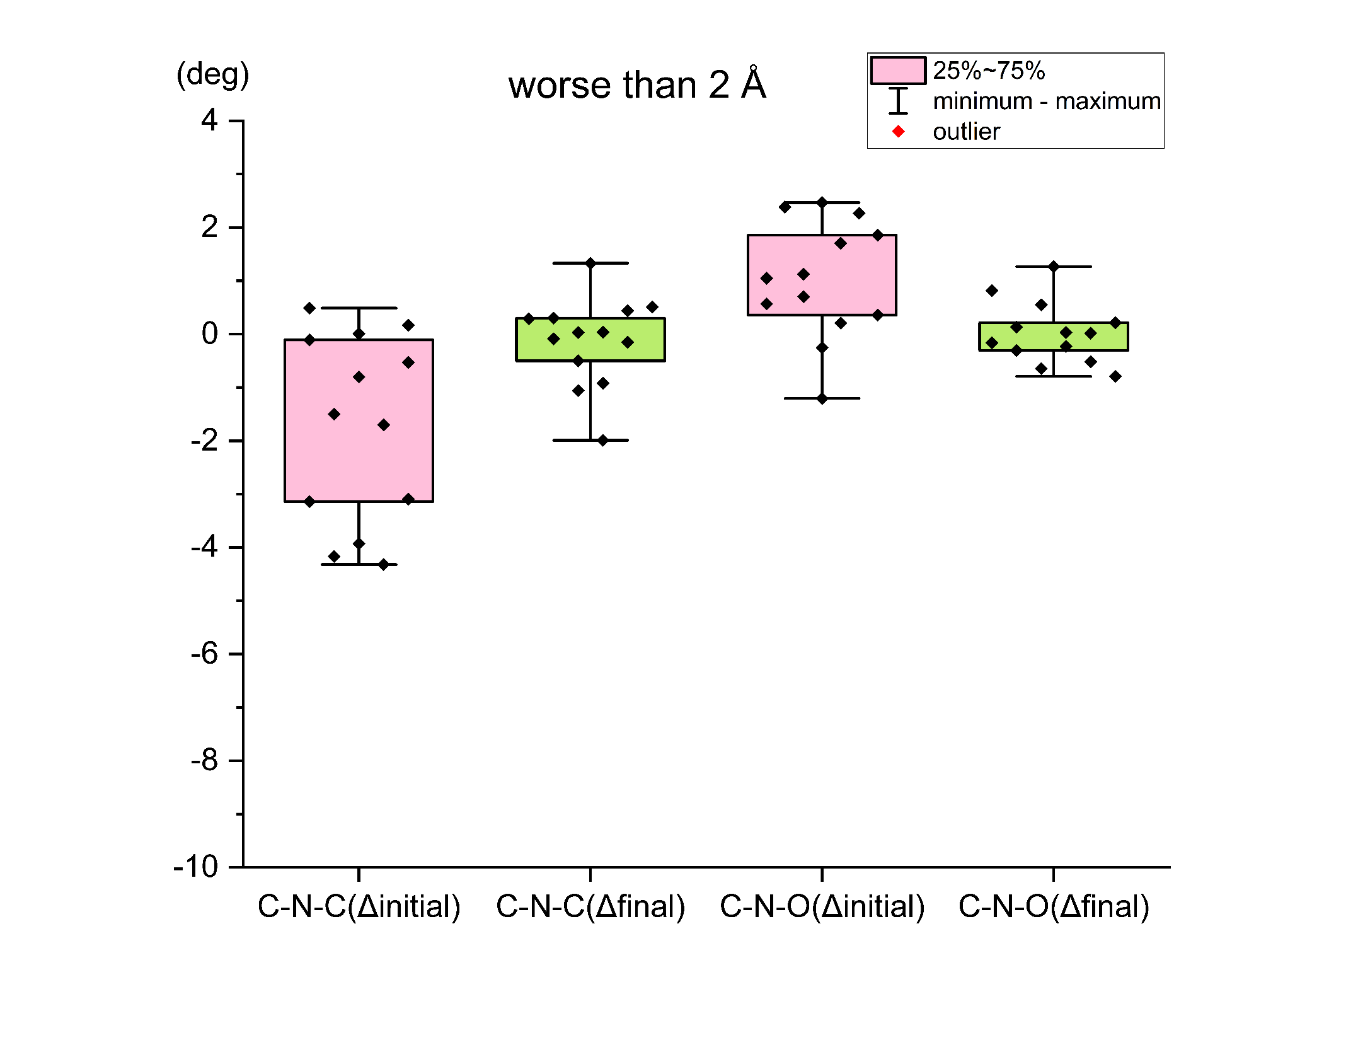 (deg)
worse than 2 Å
25%~75%
minimum - maximum
outlier
4
2
0
-2
-4
-6
-8
-10
C-N-C(Δinitial) C-N-C(Δfinal) C-N-O(Δinitial) C-N-O(Δfinal)